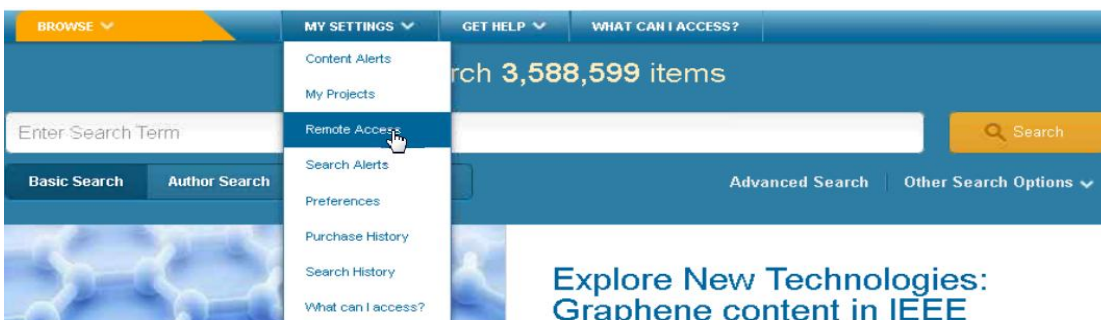 BROWSE MY SETTINGS GET HELP WHAT CAN I ACCESS?
Content Alerts
rch 3,588,599 items
My Projects
Enter Search Term Remote Access Search
Search Alerts
Basic Search Author Search Advanced Search Other Search Options
Preferences
Purchase History
Search History
What can I access?
Explore New Technologies:
Graphene content in IEEE